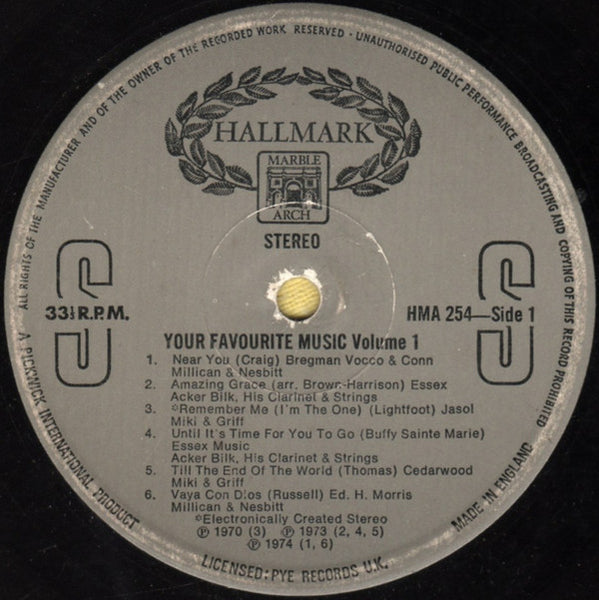 ALL RIGHTS OF THE MANUFACTURER AND OF THE OWNER OF THE RECORDED WORK RESERVED · UNAUTHORISED PUBLIC PERFORMANCE BROADCASTING AND COPYING OF THIS RECORD PROHIBITED
HALLMARK
MARBLE
ARCH
STEREO
S
S
33⅓ R.P.M.
HMA 254—Side 1
YOUR FAVOURITE MUSIC Volume 1
1. Near You (Craig) Bregman Vocco & Conn
Millican & Nesbitt
2. Amazing Grace (arr. Brown-Harrison) Essex
Acker Bilk, His Clarinet & Strings
3. ©Remember Me (I'm The One) (Lightfoot) Jasol
Miki & Griff
4. Until It's Time For You To Go (Buffy Sainte Marie)
Essex Music
Acker Bilk, His Clarinet & Strings
5. Till The End Of The World (Thomas) Cedarwood
Miki & Griff
6. Vaya Con Dios (Russell) Ed. H. Morris
Millican & Nesbitt
©Electronically Created Stereo
℗ 1970 (3) ℗ 1973 (2, 4, 5)
℗ 1974 (1, 6)
A PICKWICK INTERNATIONAL PRODUCT
LICENSED: PYE RECORDS U.K.
MADE IN ENGLAND